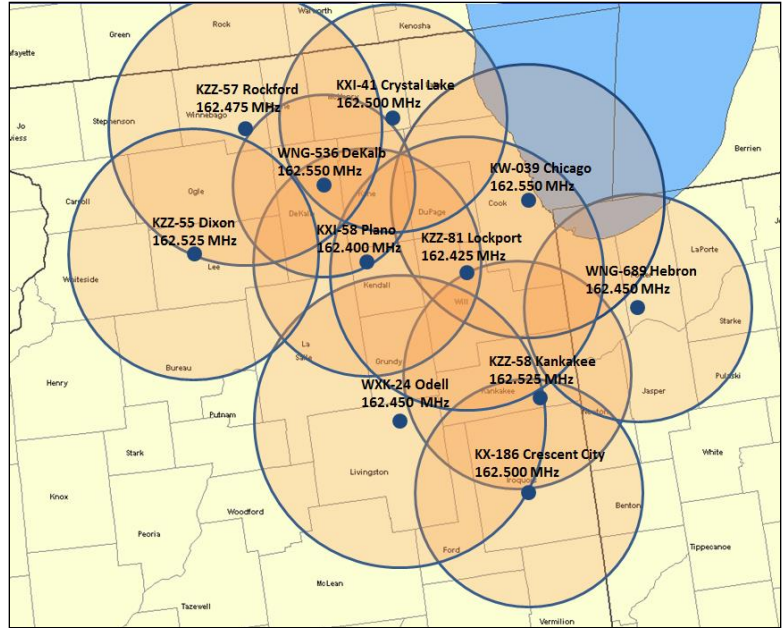 Rock
Walworth
Kenosha
Green
Lafayette
KZZ-57 Rockford
162.475 MHz
KXI-41 Crystal Lake
162.500 MHz
Jo
Stephenson
Winnebago
WNG-536 DeKalb
162.550 MHz
KW-039 Chicago
162.550 MHz
Berrien
Carroll
Ogle
DeKalb
Kane
DuPage
Cook
KZZ-55 Dixon
162.525 MHz
KXI-58 Plano
162.400 MHz
KZZ-81 Lockport
162.425 MHz
LaPorte
WNG-689 Hebron
162.450 MHz
Whiteside
Lee
Kendall
Will
Starke
La
Salle
Grundy
Bureau
Henry
KZZ-58 Kankakee
162.525 MHz
Pulaski
Jasper
WXK-24 Odell
162.450 MHz
Kankakee
Newton
Putnam
KX-186 Crescent City
162.500 MHz
Stark
White
Livingston
Iroquois
Knox
Woodford
Benton
Peoria
Ford
Tippecanoe
McLean
Tazewell
Vermilion